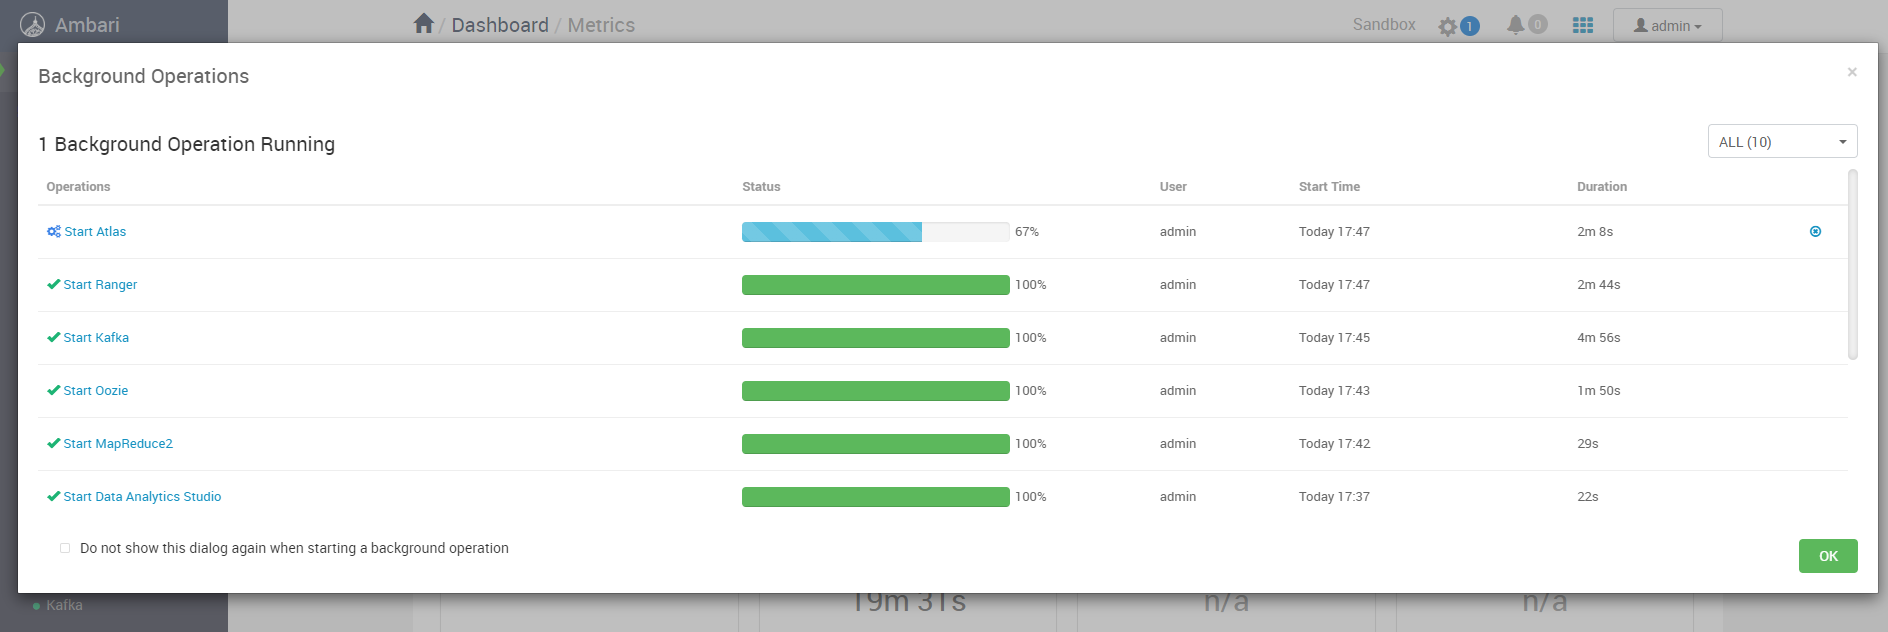 Ambari
Dashboard / Metrics
Sandbox 1 0 admin
Background Operations ×
1 Background Operation Running
ALL (10)
Operations Status User Start Time Duration
Start Atlas 67% admin Today 17:47 2m 8s
Start Ranger 100% admin Today 17:47 2m 44s
Start Kafka 100% admin Today 17:45 4m 56s
Start Oozie 100% admin Today 17:43 1m 50s
Start MapReduce2 100% admin Today 17:42 29s
Start Data Analytics Studio 100% admin Today 17:37 22s
Do not show this dialog again when starting a background operation
OK
Kafka
19m 31s n/a n/a